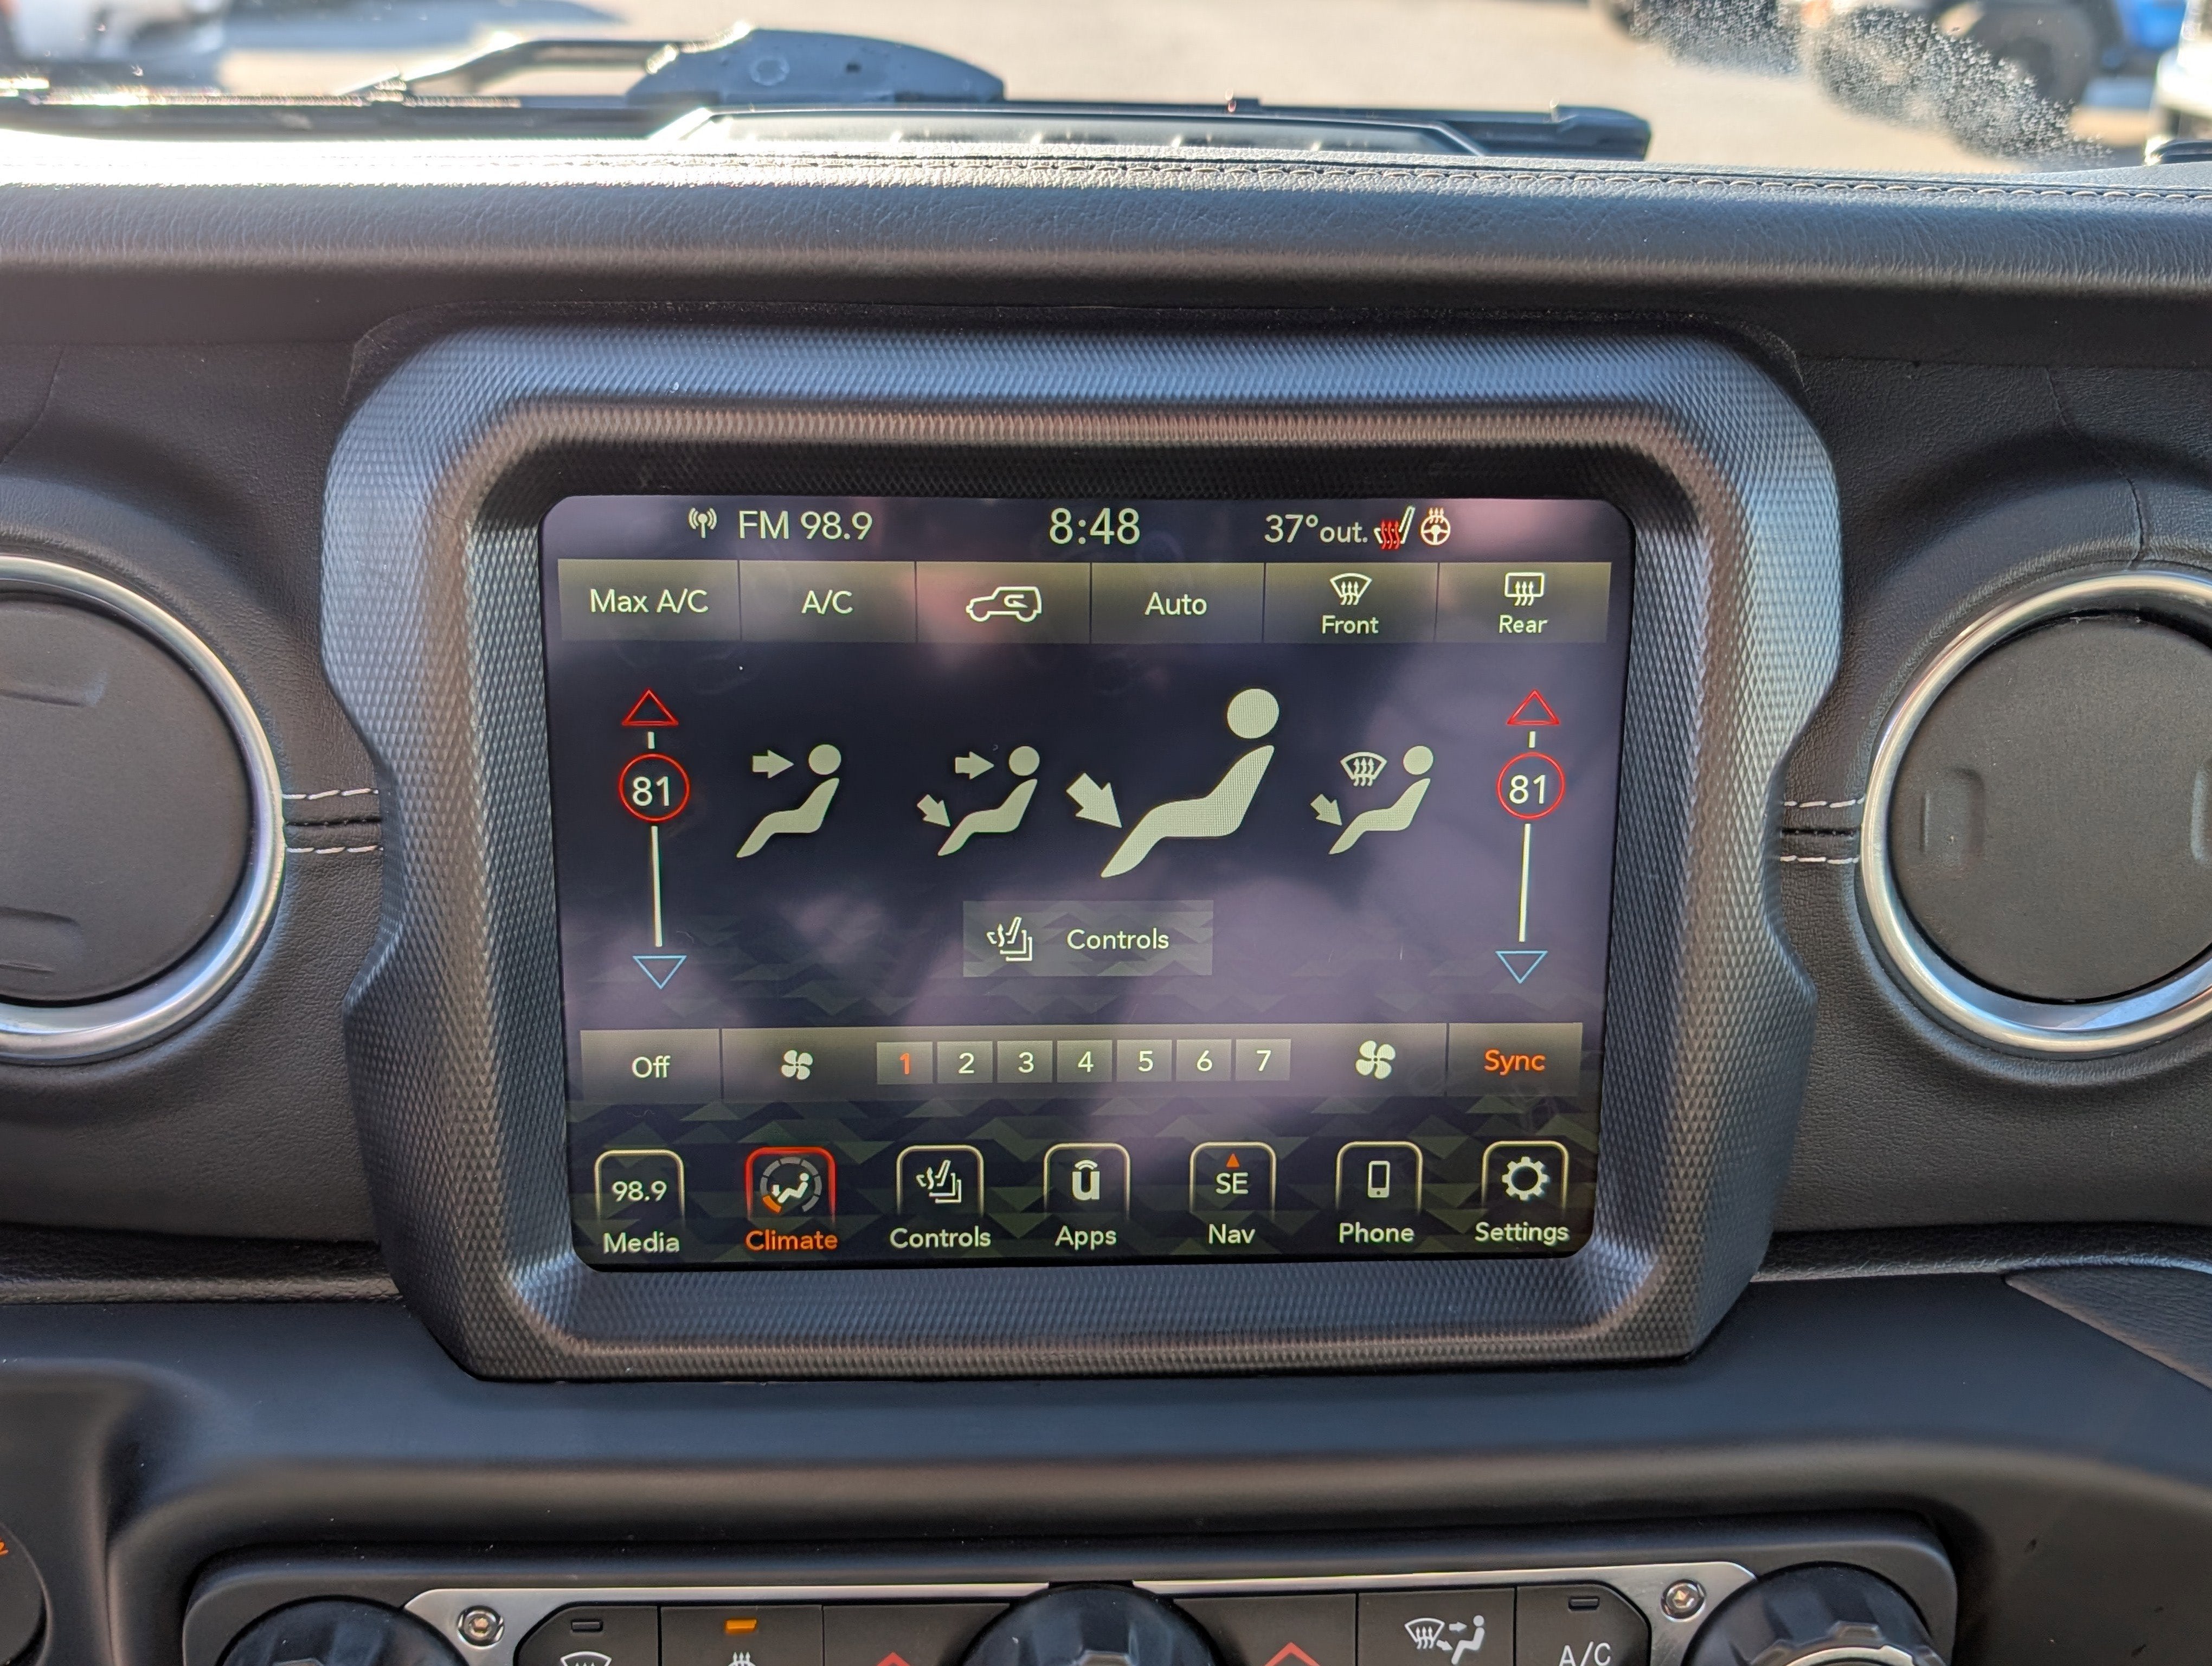 FM 98.9 8:48 37°out.
Max A/C A/C Auto Front Rear
81 81
Controls
Off 1 2 3 4 5 6 7 Sync
98.9 u SE
Media Climate Controls Apps Nav Phone Settings
A/C